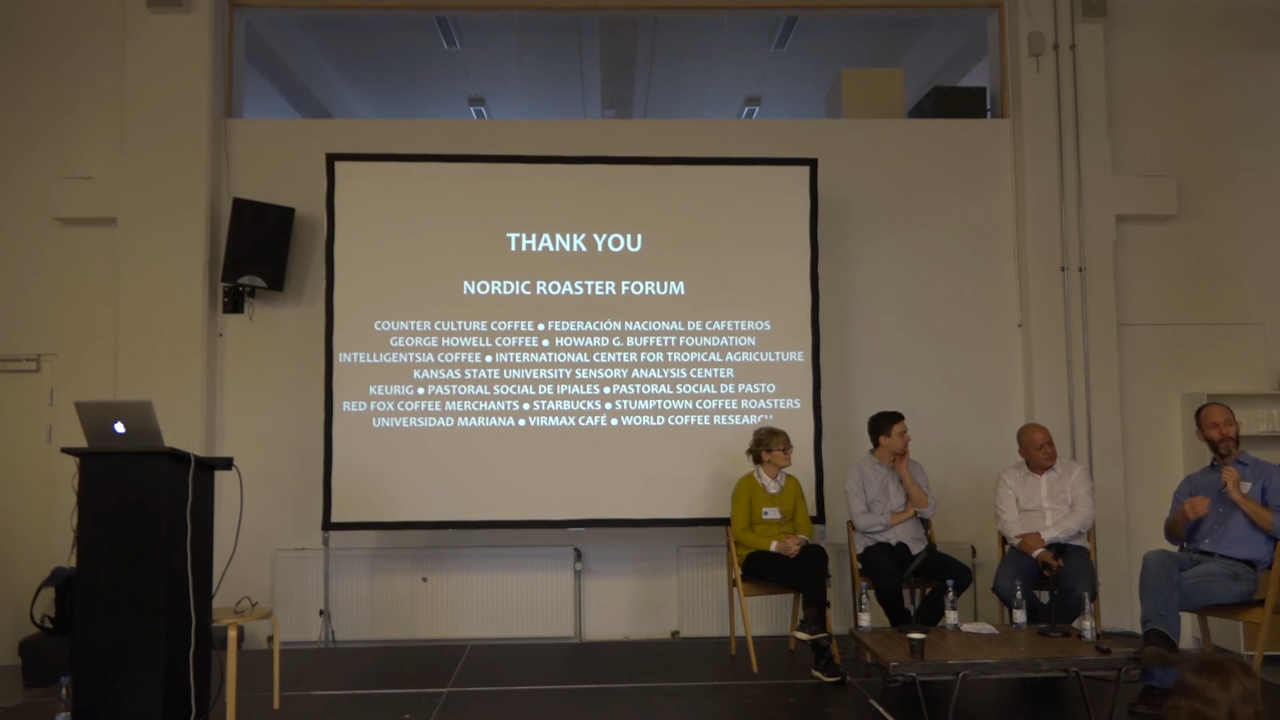 THANK YOU
NORDIC ROASTER FORUM
COUNTER CULTURE COFFEE ● FEDERACIÓN NACIONAL DE CAFETEROS
GEORGE HOWELL COFFEE ● HOWARD G. BUFFETT FOUNDATION
INTELLIGENTSIA COFFEE ● INTERNATIONAL CENTER FOR TROPICAL AGRICULTURE
KANSAS STATE UNIVERSITY SENSORY ANALYSIS CENTER
KEURIG ● PASTORAL SOCIAL DE IPIALES ● PASTORAL SOCIAL DE PASTO
RED FOX COFFEE MERCHANTS ● STARBUCKS ● STUMPTOWN COFFEE ROASTERS
UNIVERSIDAD MARIANA ● VIRMAX CAFÉ ● WORLD COFFEE RESEARCH